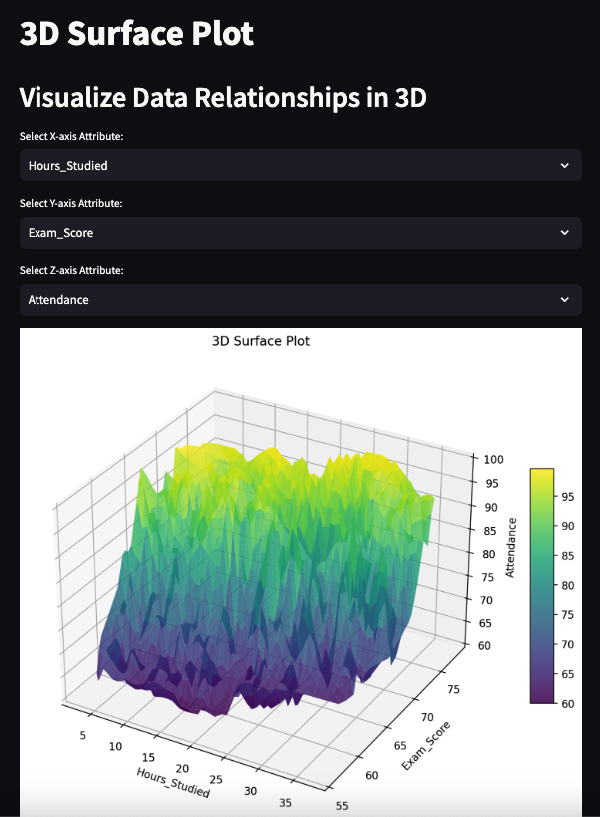 3D Surface Plot
Visualize Data Relationships in 3D
Select X-axis Attribute:
Hours_Studied
Select Y-axis Attribute:
Exam_Score
Select Z-axis Attribute:
Attendance
3D Surface Plot
100
95
90
85
80
75
70
65
60
Attendance
95
90
85
80
75
70
65
60
5
10
15
20
25
30
35
Hours_Studied
55
60
65
70
75
Exam_Score